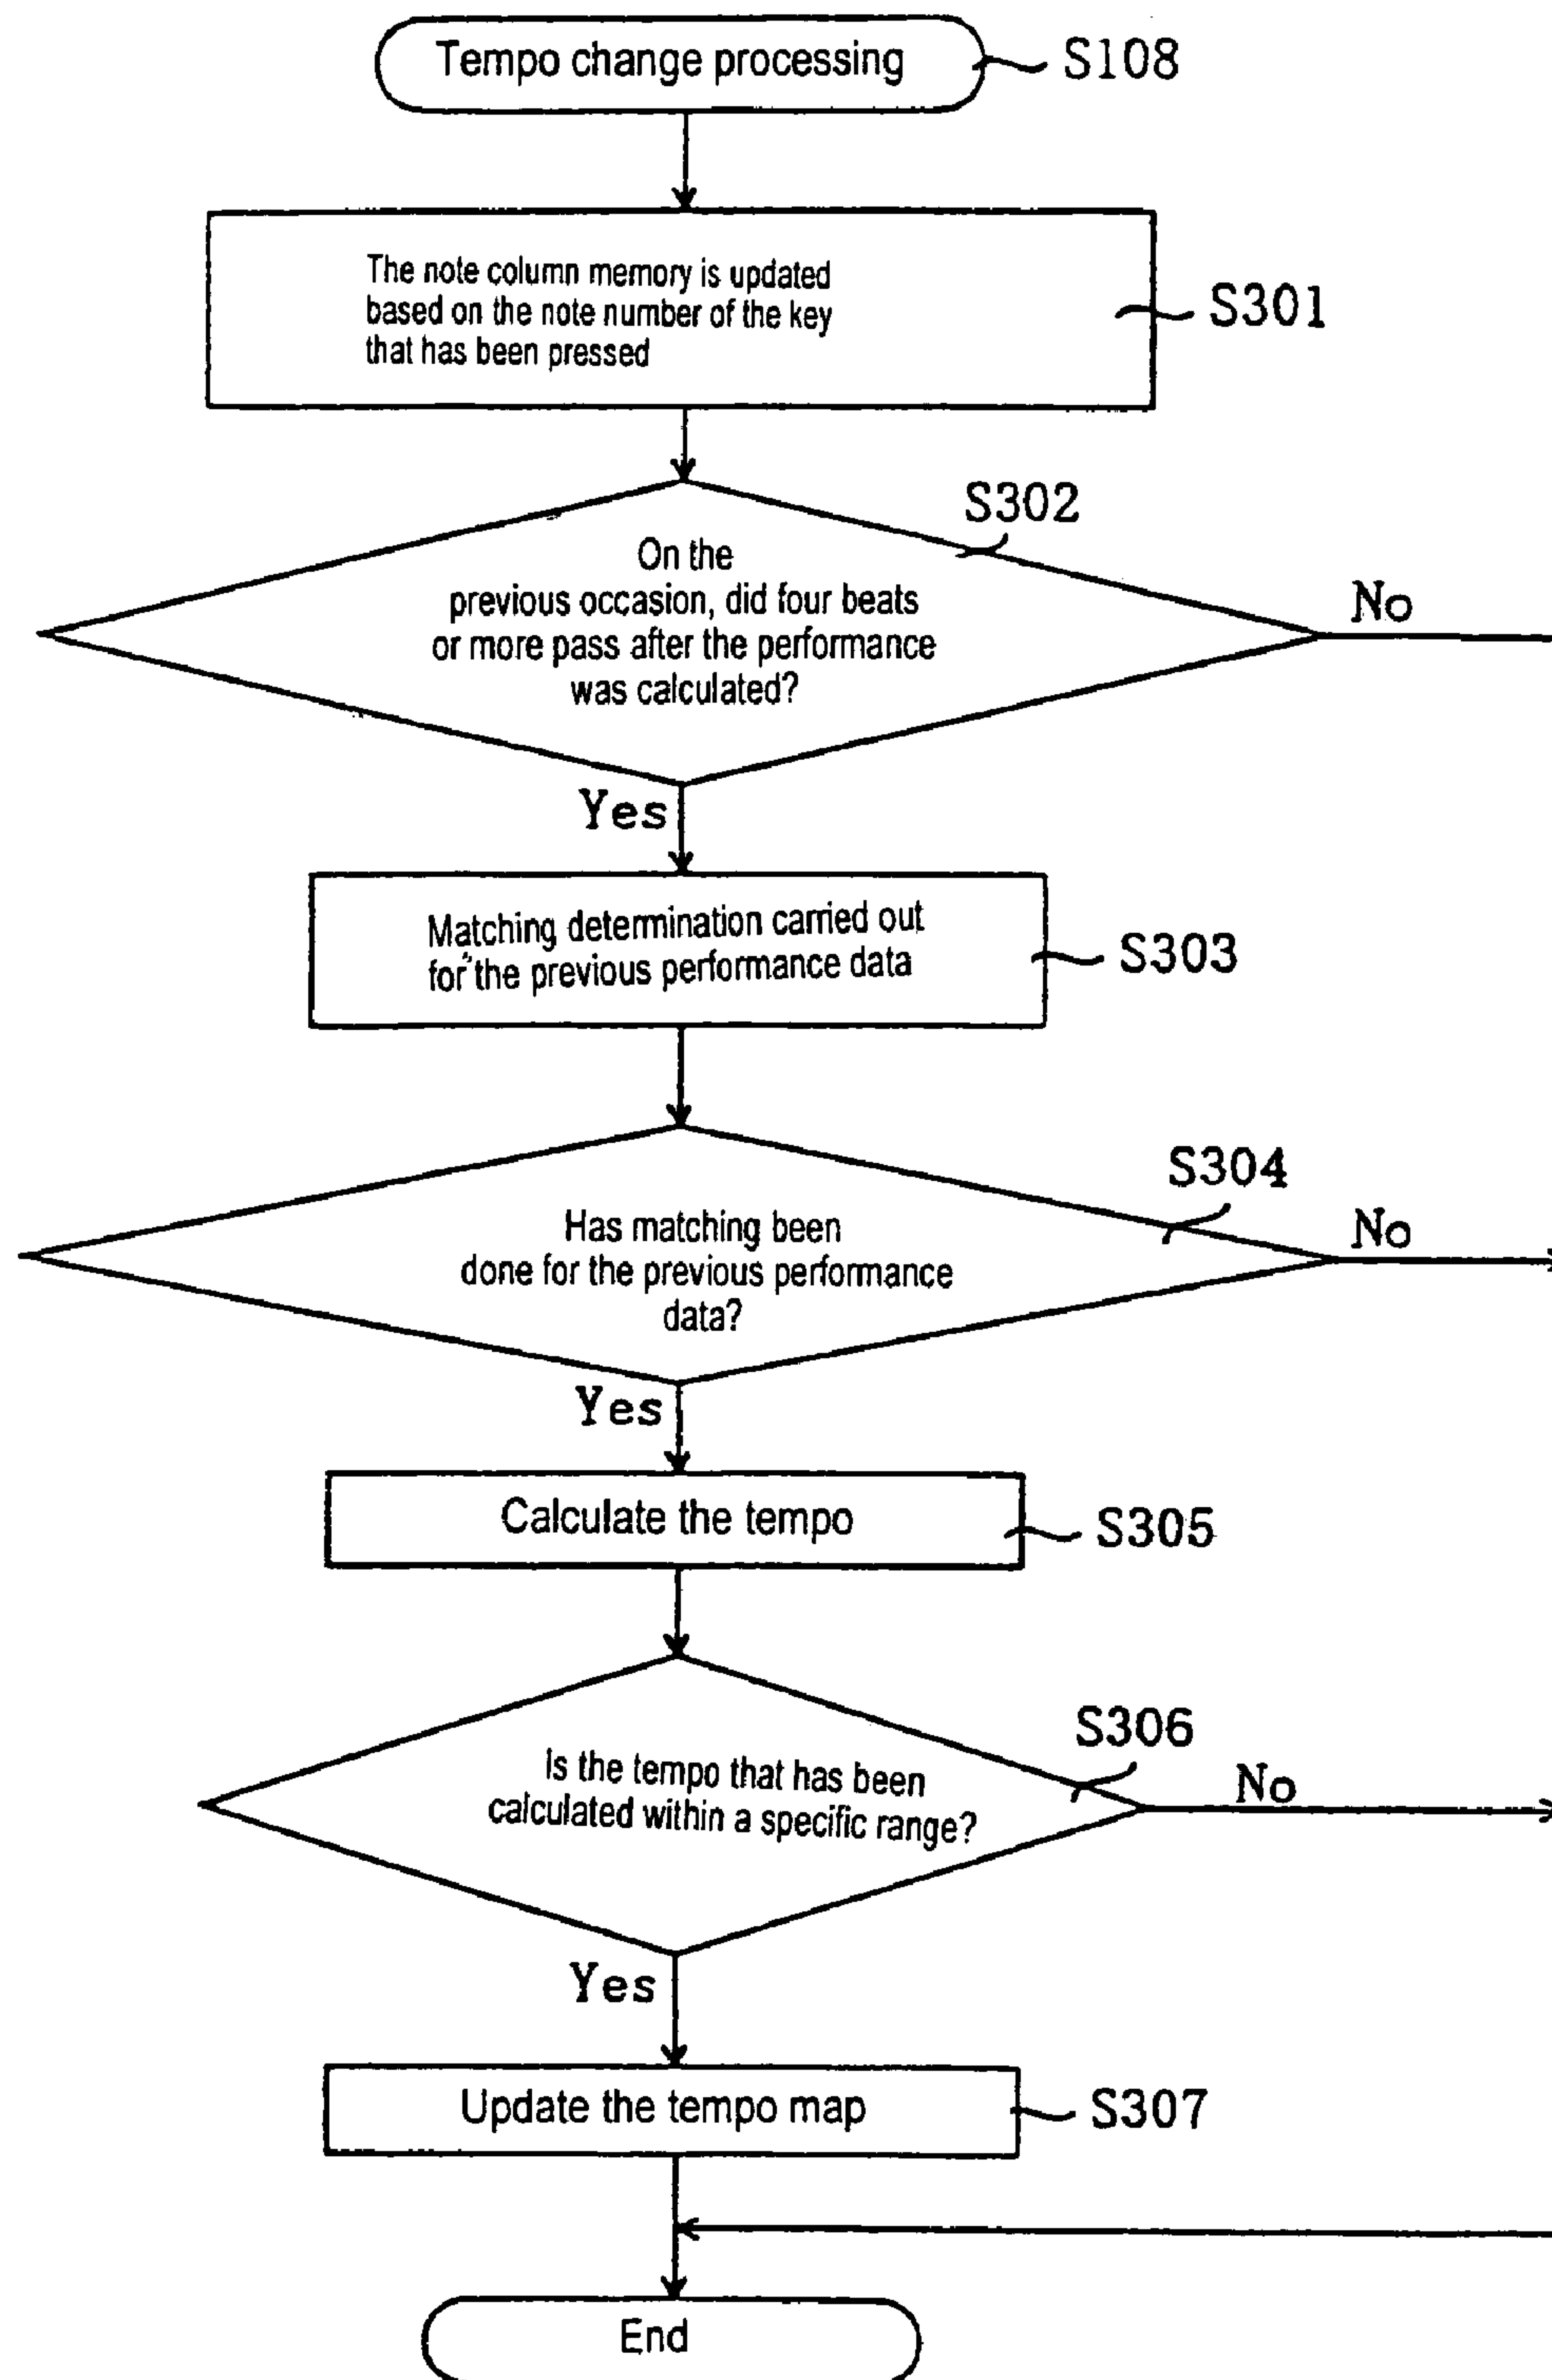 Tempo change processing
S108
The note column memory is updated
based on the note number of the key
that has been pressed
S301
S302
On the
previous occasion, did four beats
or more pass after the performance
was calculated?
No
Yes
Matching determination carried out
for the previous performance data
S303
S304
Has matching been
done for the previous performance
data?
No
Yes
Calculate the tempo
S305
S306
Is the tempo that has been
calculated within a specific range?
No
Yes
Update the tempo map
S307
End